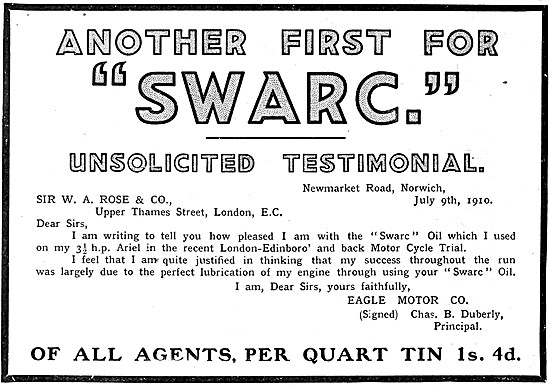 ANOTHER FIRST FOR
"SWARC."
UNSOLICITED TESTIMONIAL.
Newmarket Road, Norwich,
SIR W. A. ROSE & CO., July 9th, 1910.
Upper Thames Street, London, E.C.
Dear Sirs,
I am writing to tell you how pleased I am with the "Swarc" Oil which I used
on my 3½ h.p. Ariel in the recent London-Edinboro' and back Motor Cycle Trial.
I feel that I am quite justified in thinking that my success throughout the run
was largely due to the perfect lubrication of my engine through using your "Swarc" Oil.
I am, Dear Sirs, yours faithfully,
EAGLE MOTOR CO.
(Signed) Chas. B. Duberly,
Principal.
OF ALL AGENTS, PER QUART TIN 1s. 4d.